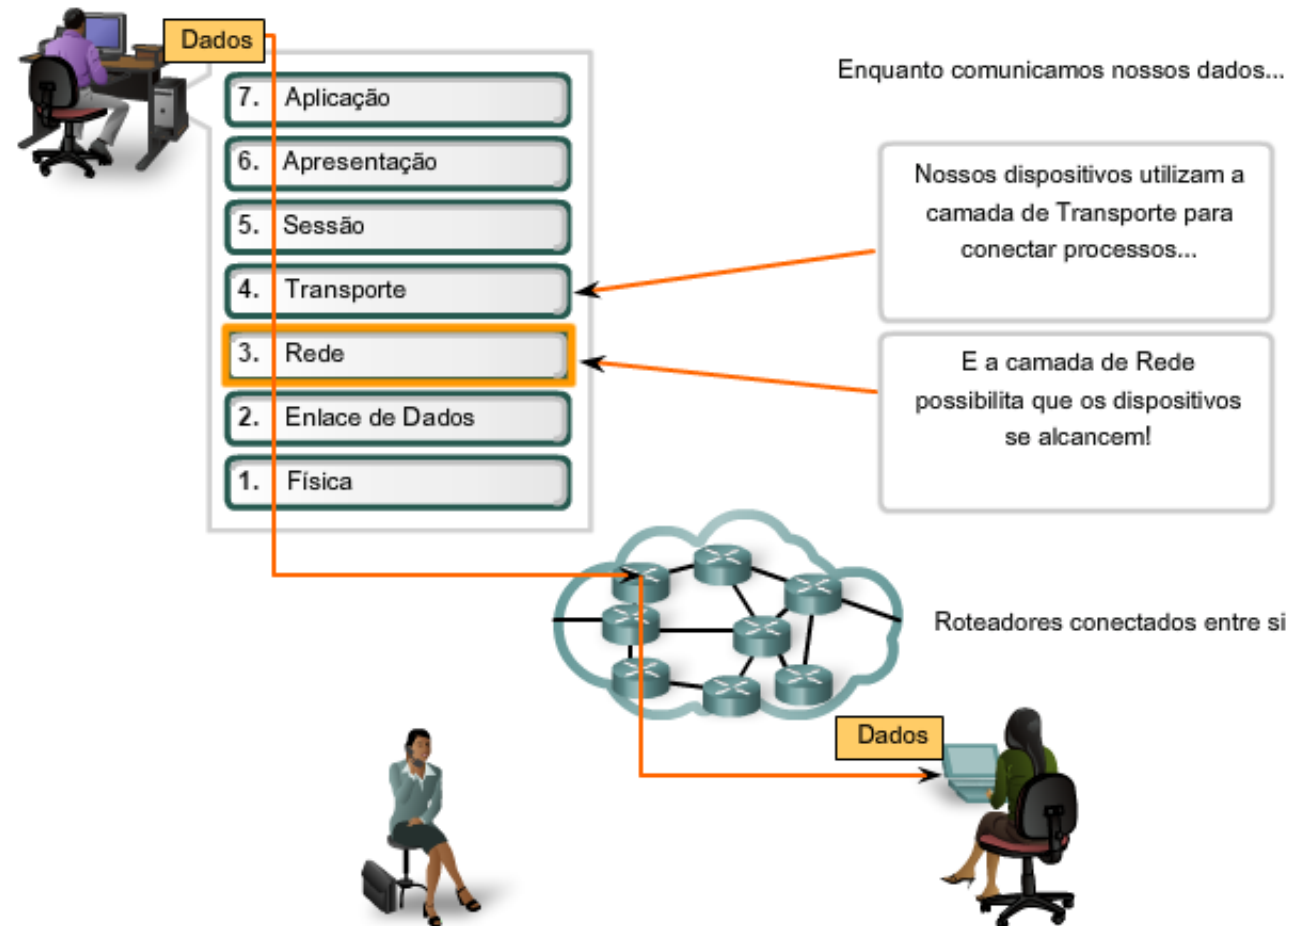 Dados
Enquanto comunicamos nossos dados...
7. Aplicação
6. Apresentação
5. Sessão
4. Transporte
3. Rede
2. Enlace de Dados
1. Física
Nossos dispositivos utilizam a
camada de Transporte para
conectar processos...
E a camada de Rede
possibilita que os dispositivos
se alcancem!
Roteadores conectados entre si
Dados